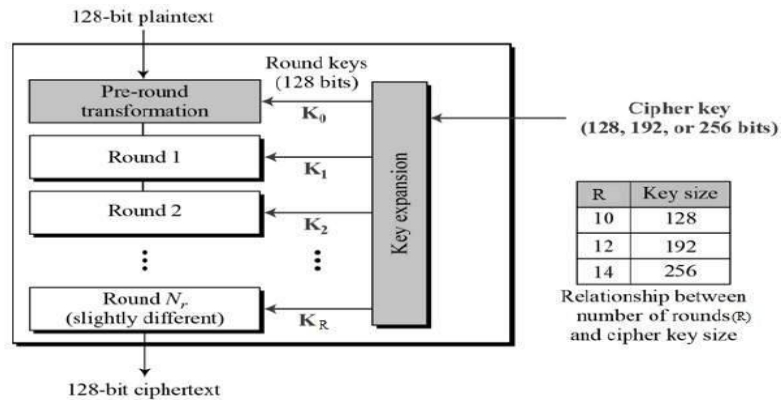 128-bit plaintext
Round keys
(128 bits)
Pre-round
transformation
K0
Cipher key
(128, 192, or 256 bits)
Round 1
K1
Round 2
K2
Key expansion
R Key size
10 128
12 192
14 256
Relationship between
number of rounds(R)
and cipher key size
Round Nr
(slightly different)
KR
128-bit ciphertext